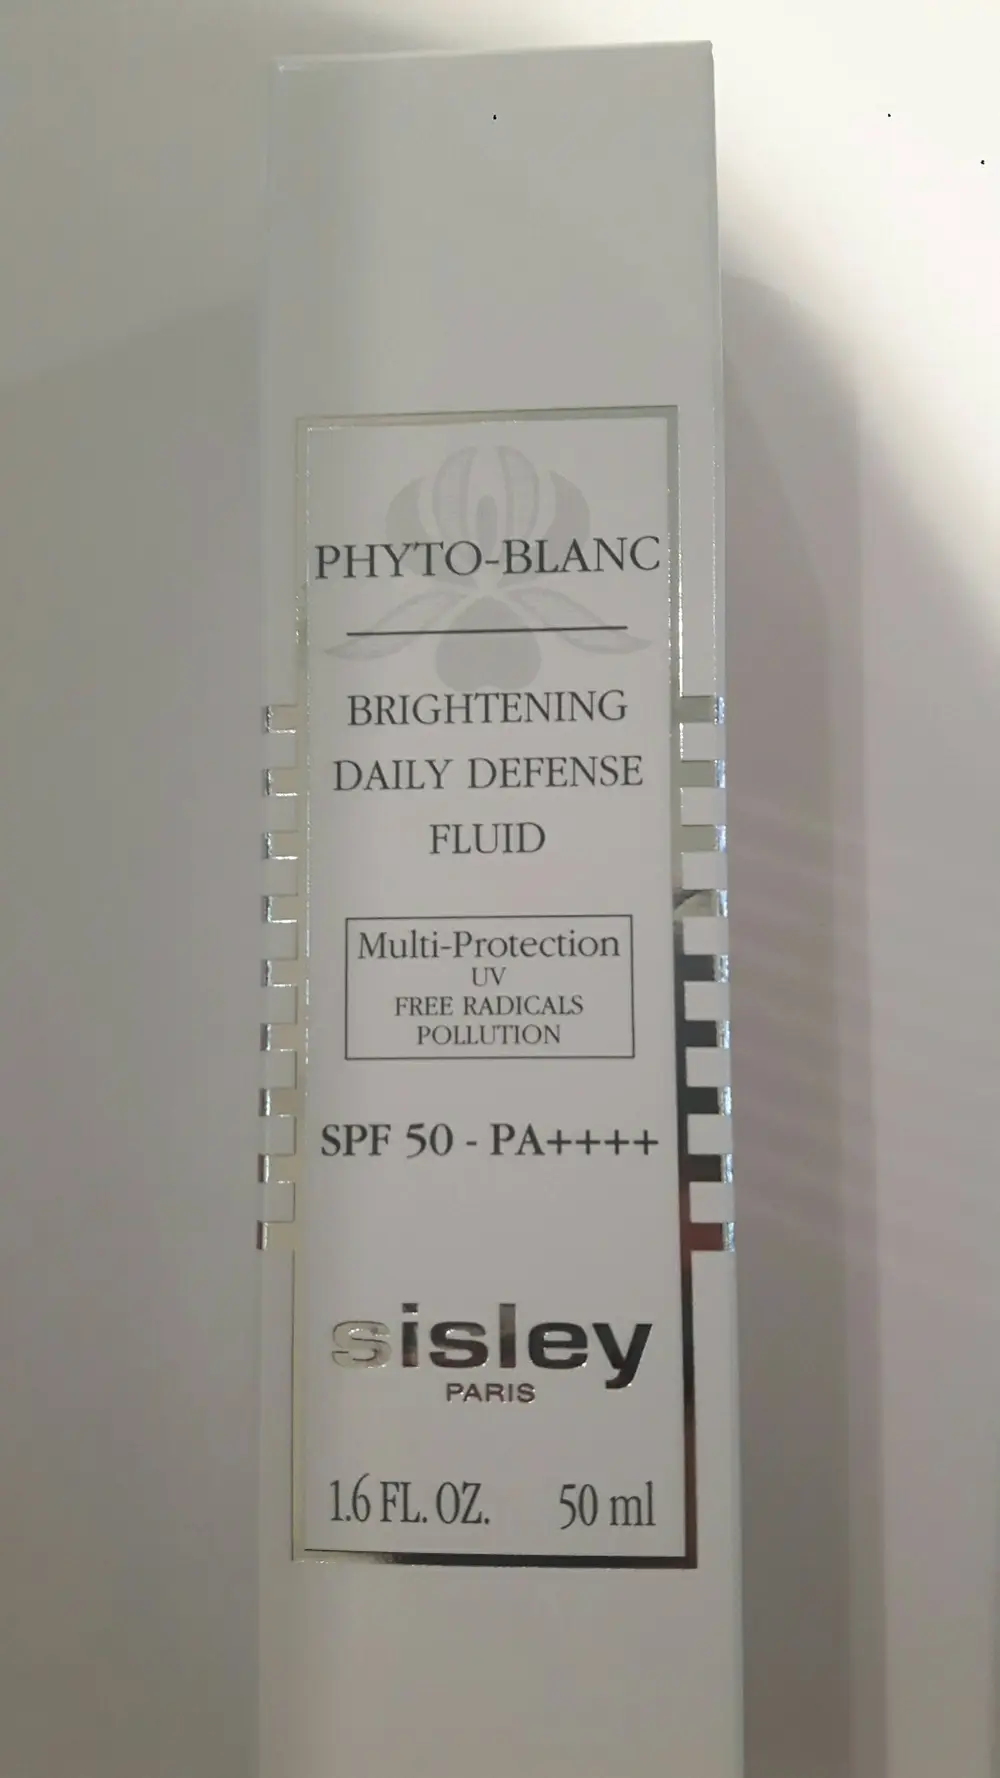 PHYTO-BLANC
BRIGHTENING
DAILY DEFENSE
FLUID
Multi-Protection
UV
FREE RADICALS
POLLUTION
SPF 50 - PA++++
sisley
PARIS
1.6 FL. OZ. 50 ml